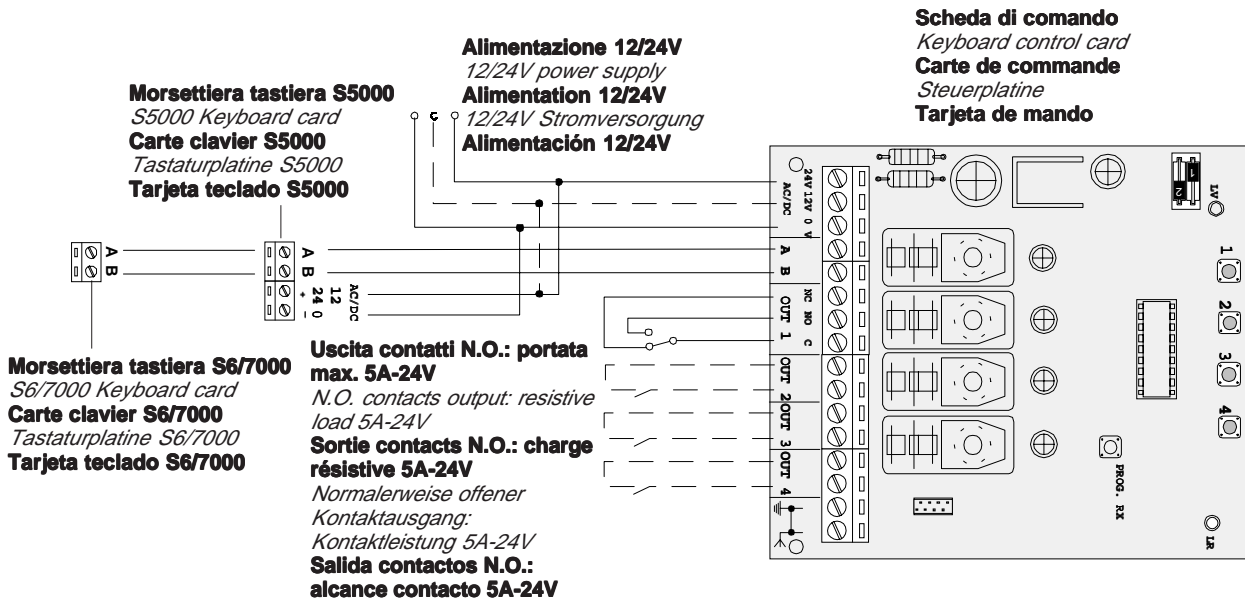 Scheda di comando
Keyboard control card
Carte de commande
Steuerplatine
Tarjeta de mando
Alimentazione 12/24V
12/24V power supply
Alimentation 12/24V
12/24V Stromversorgung
Alimentación 12/24V
Morsettiera tastiera S5000
S5000 Keyboard card
Carte clavier S5000
Tastaturplatine S5000
Tarjeta teclado S5000
A
B
A
B
12
24 0
+ -
AC/DC
Morsettiera tastiera S6/7000
S6/7000 Keyboard card
Carte clavier S6/7000
Tastaturplatine S6/7000
Tarjeta teclado S6/7000
Uscita contatti N.O.: portata
max. 5A-24V
N.O. contacts output: resistive
load 5A-24V
Sortie contacts N.O.: charge
résistive 5A-24V
Normalerweise offener
Kontaktausgang:
Kontaktleistung 5A-24V
Salida contactos N.O.:
alcance contacto 5A-24V
24V 12V 0 V
AC/DC
A
B
NC NO C
OUT 1
OUT 2
OUT 3
OUT 4
1
2
LV
1
2
3
4
PROG. RX
LR